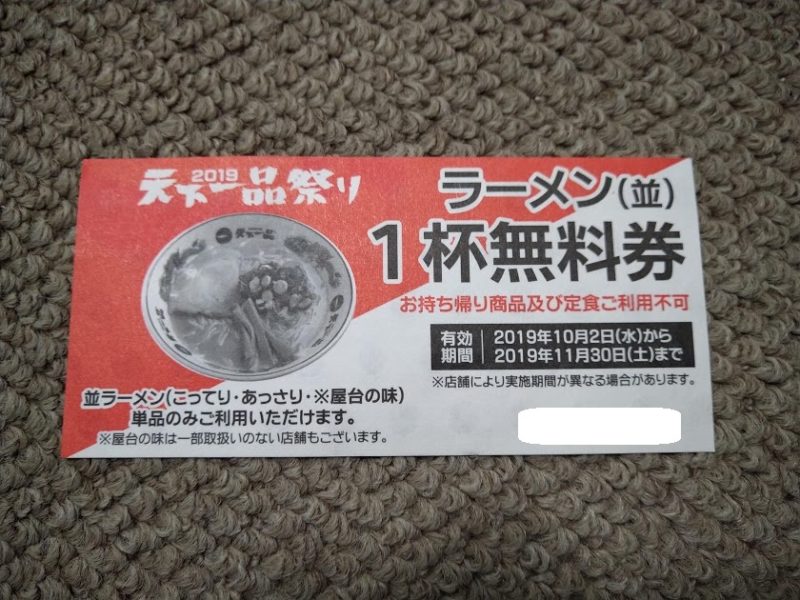 2019
天下一品祭り
ラーメン(並)
1杯無料券
お持ち帰り商品及び定食ご利用不可
有効期間
2019年10月2日(水)から
2019年11月30日(土)まで
※店舗により実施期間が異なる場合があります。
天下一品
並ラーメン(こってり・あっさり・※屋台の味)
単品のみご利用いただけます。
※屋台の味は一部取扱いのない店舗もございます。